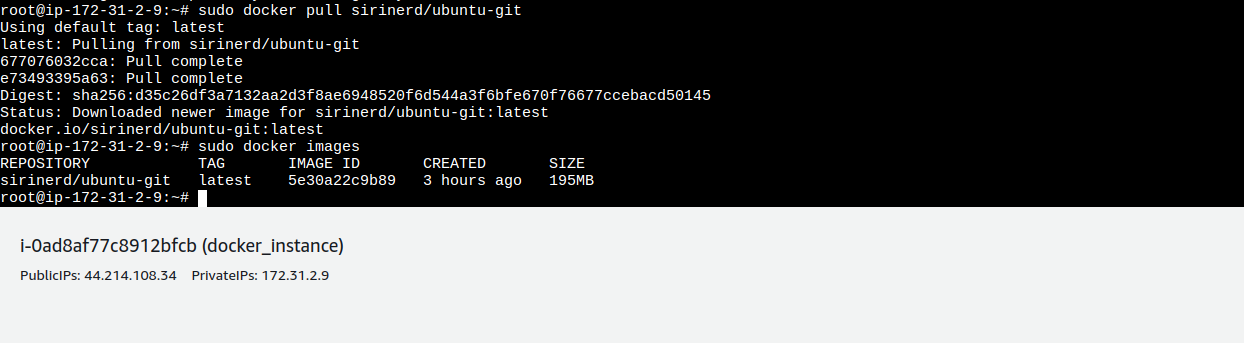 root@ip-172-31-2-9:~# sudo docker pull sirinerd/ubuntu-git
Using default tag: latest
latest: Pulling from sirinerd/ubuntu-git
677076032cca: Pull complete
e73493395a63: Pull complete
Digest: sha256:d35c26df3a7132aa2d3f8ae6948520f6d544a3f6bfe670f76677ccebacd50145
Status: Downloaded newer image for sirinerd/ubuntu-git:latest
docker.io/sirinerd/ubuntu-git:latest
root@ip-172-31-2-9:~# sudo docker images
REPOSITORY            TAG       IMAGE ID       CREATED       SIZE
sirinerd/ubuntu-git   latest    5e30a22c9b89   3 hours ago   195MB
root@ip-172-31-2-9:~#
i-0ad8af77c8912bfcb (docker_instance)
PublicIPs: 44.214.108.34    PrivateIPs: 172.31.2.9